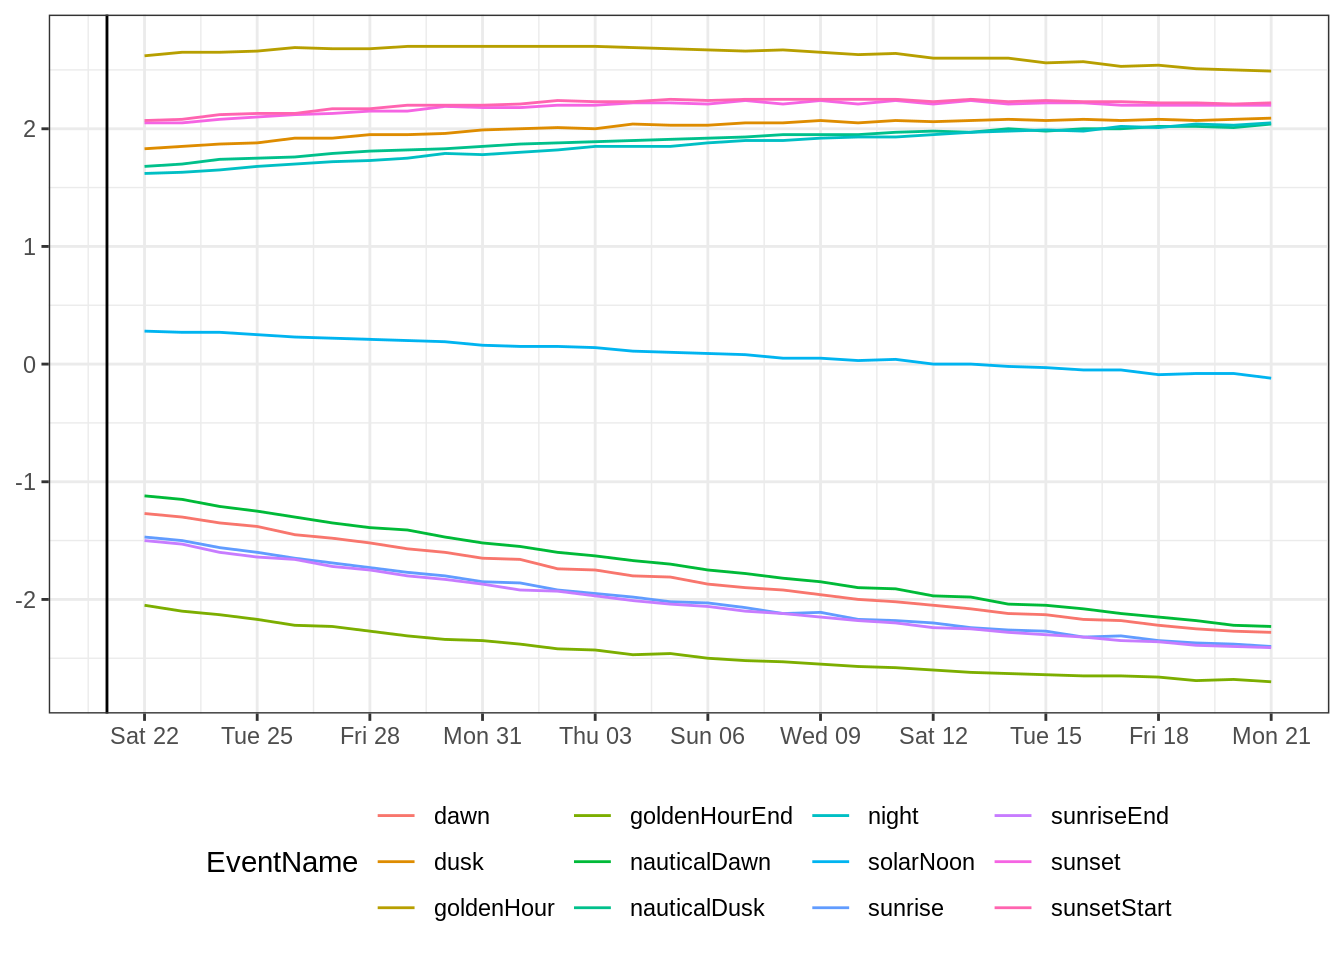 2
1
0
-1
-2
Sat 22 Tue 25 Fri 28 Mon 31 Thu 03 Sun 06 Wed 09 Sat 12 Tue 15 Fri 18 Mon 21
EventName
dawn
dusk
goldenHour
goldenHourEnd
nauticalDawn
nauticalDusk
night
solarNoon
sunrise
sunriseEnd
sunset
sunsetStart